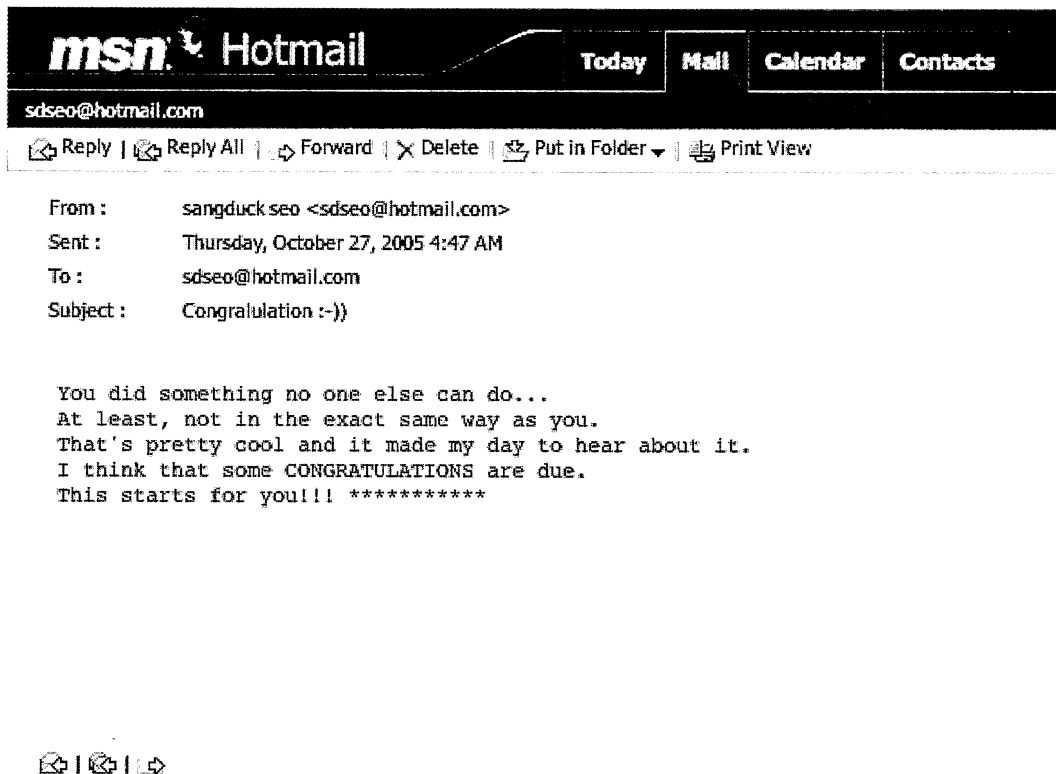 msn Hotmail Today Mail Calendar Contacts
sdseo@hotmail.com
Reply | Reply All | Forward | Delete | Put in Folder | Print View
From : sangduck seo <sdseo@hotmail.com>
Sent : Thursday, October 27, 2005 4:47 AM
To : sdseo@hotmail.com
Subject : Congralulation :-))
You did something no one else can do...
At least, not in the exact same way as you.
That's pretty cool and it made my day to hear about it.
I think that some CONGRATULATIONS are due.
This starts for you!!! ***********